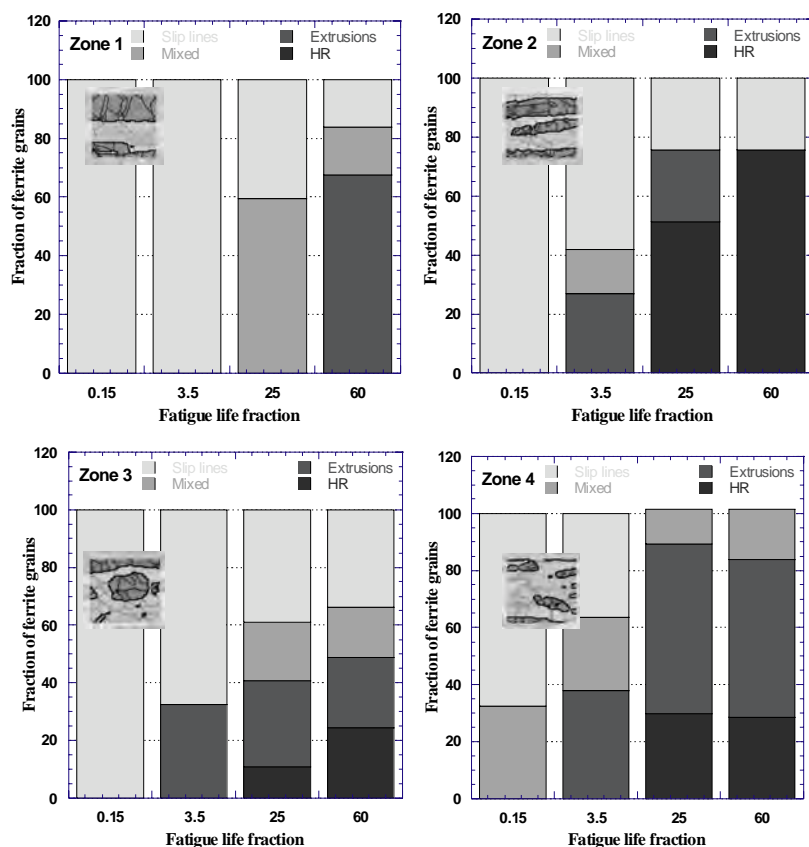 Zone 1
Slip lines
Extrusions
Mixed
HR
120
100
80
60
40
20
0
Fraction of ferrite grains
0.15 3.5 25 60
Fatigue life fraction
Zone 2
Slip lines
Extrusions
Mixed
HR
120
100
80
60
40
20
0
Fraction of ferrite grains
0.15 3.5 25 60
Fatigue life fraction
Zone 3
Slip lines
Extrusions
Mixed
HR
120
100
80
60
40
20
0
Fraction of ferrite grains
0.15 3.5 25 60
Fatigue life fraction
Zone 4
Slip lines
Extrusions
Mixed
HR
120
100
80
60
40
20
0
Fraction of ferrite grains
0.15 3.5 25 60
Fatigue life fraction